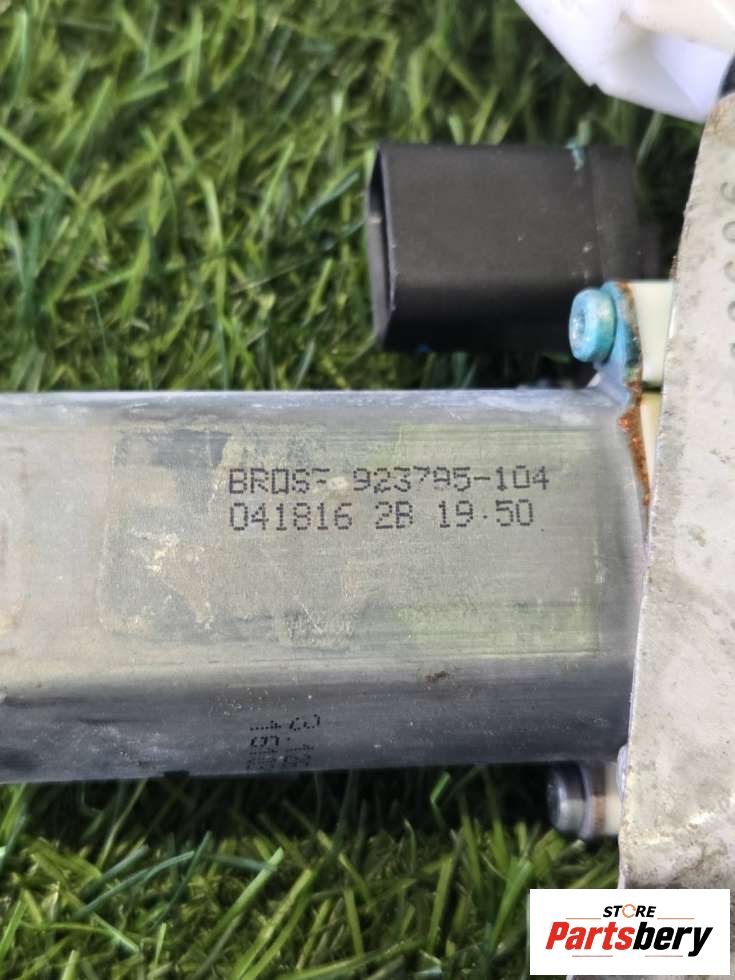 BROSE 923795-104
041816 2B 19.50
STORE
Partsbery